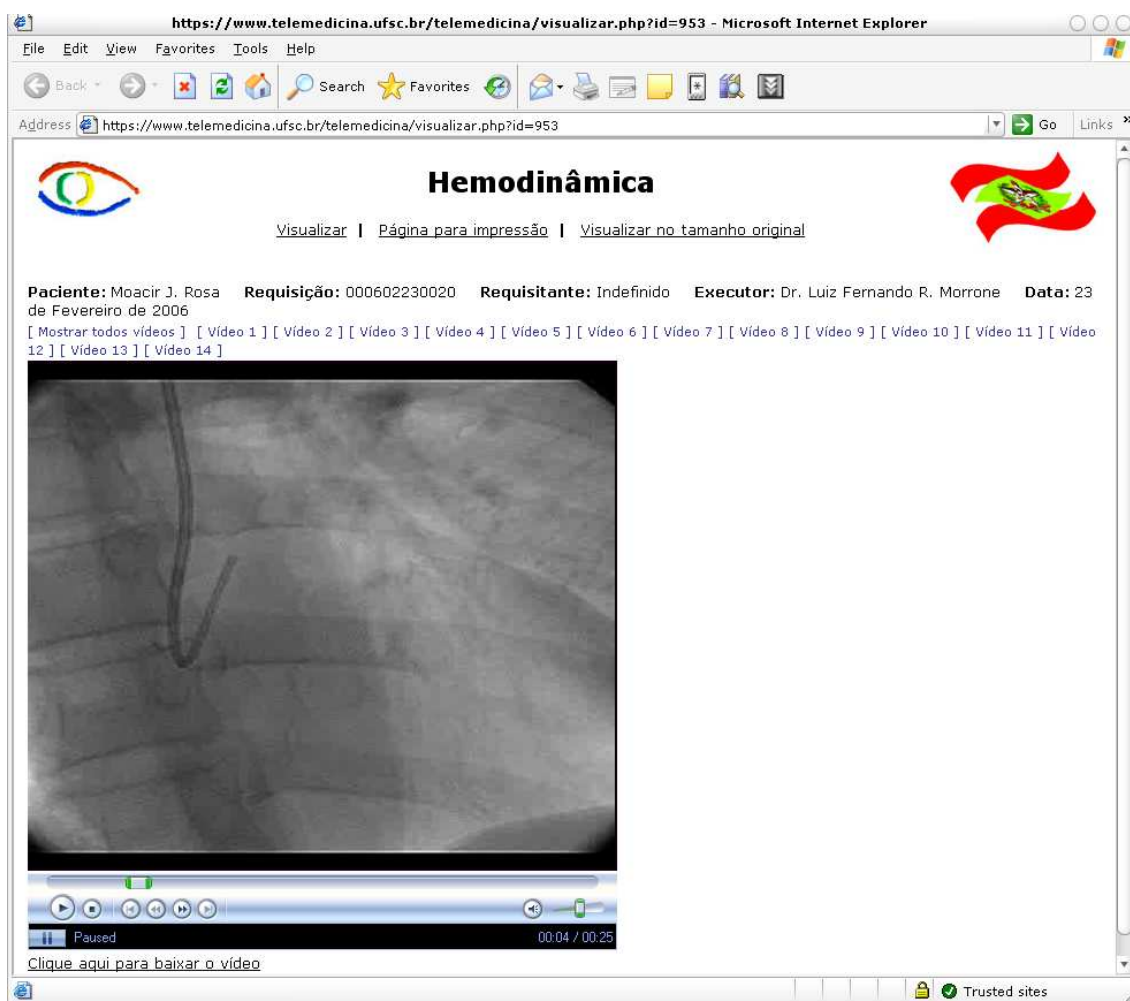 https://www.telemedicina.ufsc.br/telemedicina/visualizar.php?id=953 - Microsoft Internet Explorer
File Edit View Favorites Tools Help
Back Search Favorites
Address https://www.telemedicina.ufsc.br/telemedicina/visualizar.php?id=953 Go Links »
Hemodinâmica
Visualizar | Página para impressão | Visualizar no tamanho original
Paciente: Moacir J. Rosa Requisição: 000602230020 Requisitante: Indefinido Executor: Dr. Luiz Fernando R. Morrone Data: 23
de Fevereiro de 2006
[ Mostrar todos vídeos ] [ Vídeo 1 ] [ Vídeo 2 ] [ Vídeo 3 ] [ Vídeo 4 ] [ Vídeo 5 ] [ Vídeo 6 ] [ Vídeo 7 ] [ Vídeo 8 ] [ Vídeo 9 ] [ Vídeo 10 ] [ Vídeo 11 ] [ Vídeo
12 ] [ Vídeo 13 ] [ Vídeo 14 ]
Paused 00:04 / 00:25
Clique aqui para baixar o vídeo
Trusted sites